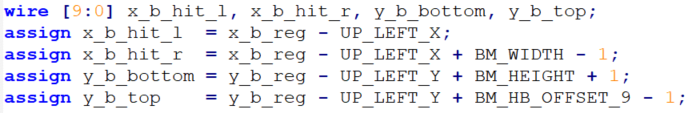 wire [9:0] x_b_hit_l, x_b_hit_r, y_b_bottom, y_b_top;
assign x_b_hit_l  = x_b_reg - UP_LEFT_X;
assign x_b_hit_r  = x_b_reg - UP_LEFT_X + BM_WIDTH - 1;
assign y_b_bottom = y_b_reg - UP_LEFT_Y + BM_HEIGHT + 1;
assign y_b_top    = y_b_reg - UP_LEFT_Y + BM_HB_OFFSET_9 - 1;